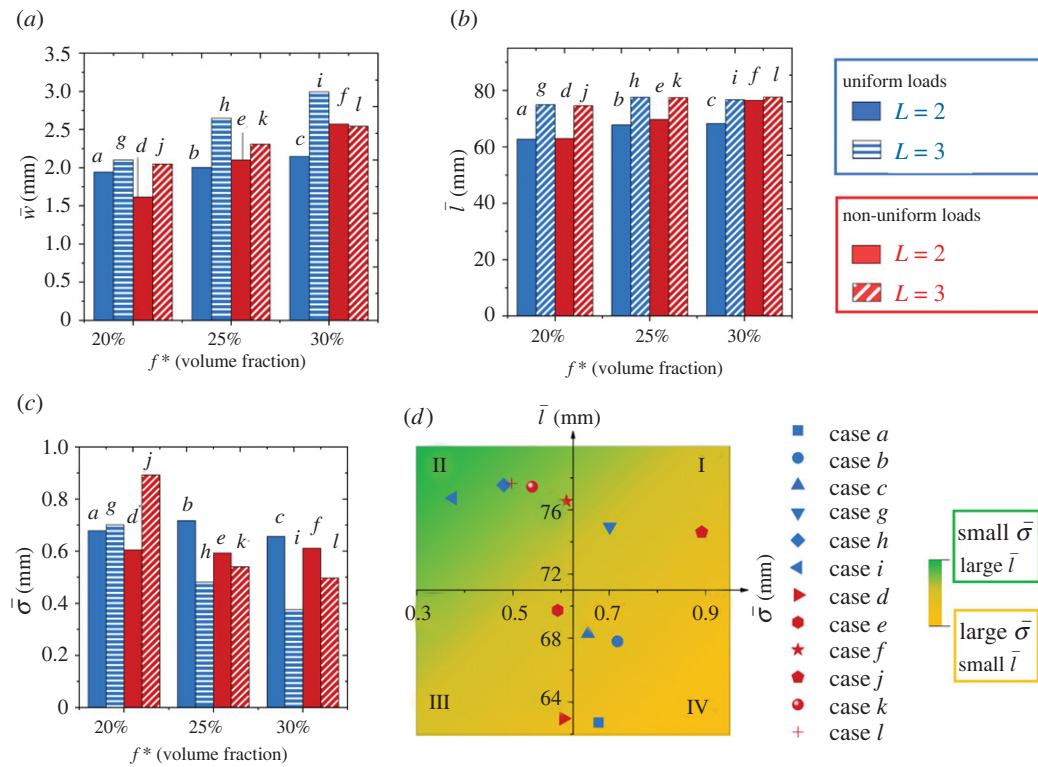 (a)
w̄ (mm)
3.5
3.0
2.5
2.0
1.5
1.0
0.5
0
a g d j
b h e k
c i f l
20% 25% 30%
f * (volume fraction)
(b)
l̄ (mm)
80
60
40
20
0
a g d j
b h e k
c i f l
20% 25% 30%
f * (volume fraction)
uniform loads
L = 2
L = 3
non-uniform loads
L = 2
L = 3
(c)
σ̄ (mm)
1.0
0.8
0.6
0.4
0.2
0
a g d j
b h e k
c i f l
20% 25% 30%
f * (volume fraction)
(d)
l̄ (mm)
II I
76
72
0.3 0.5 0.7 0.9
σ̄ (mm)
68
64
III IV
case a
case b
case c
case g
case h
case i
case d
case e
case f
case j
case k
case l
small σ̄
large l̄
large σ̄
small l̄